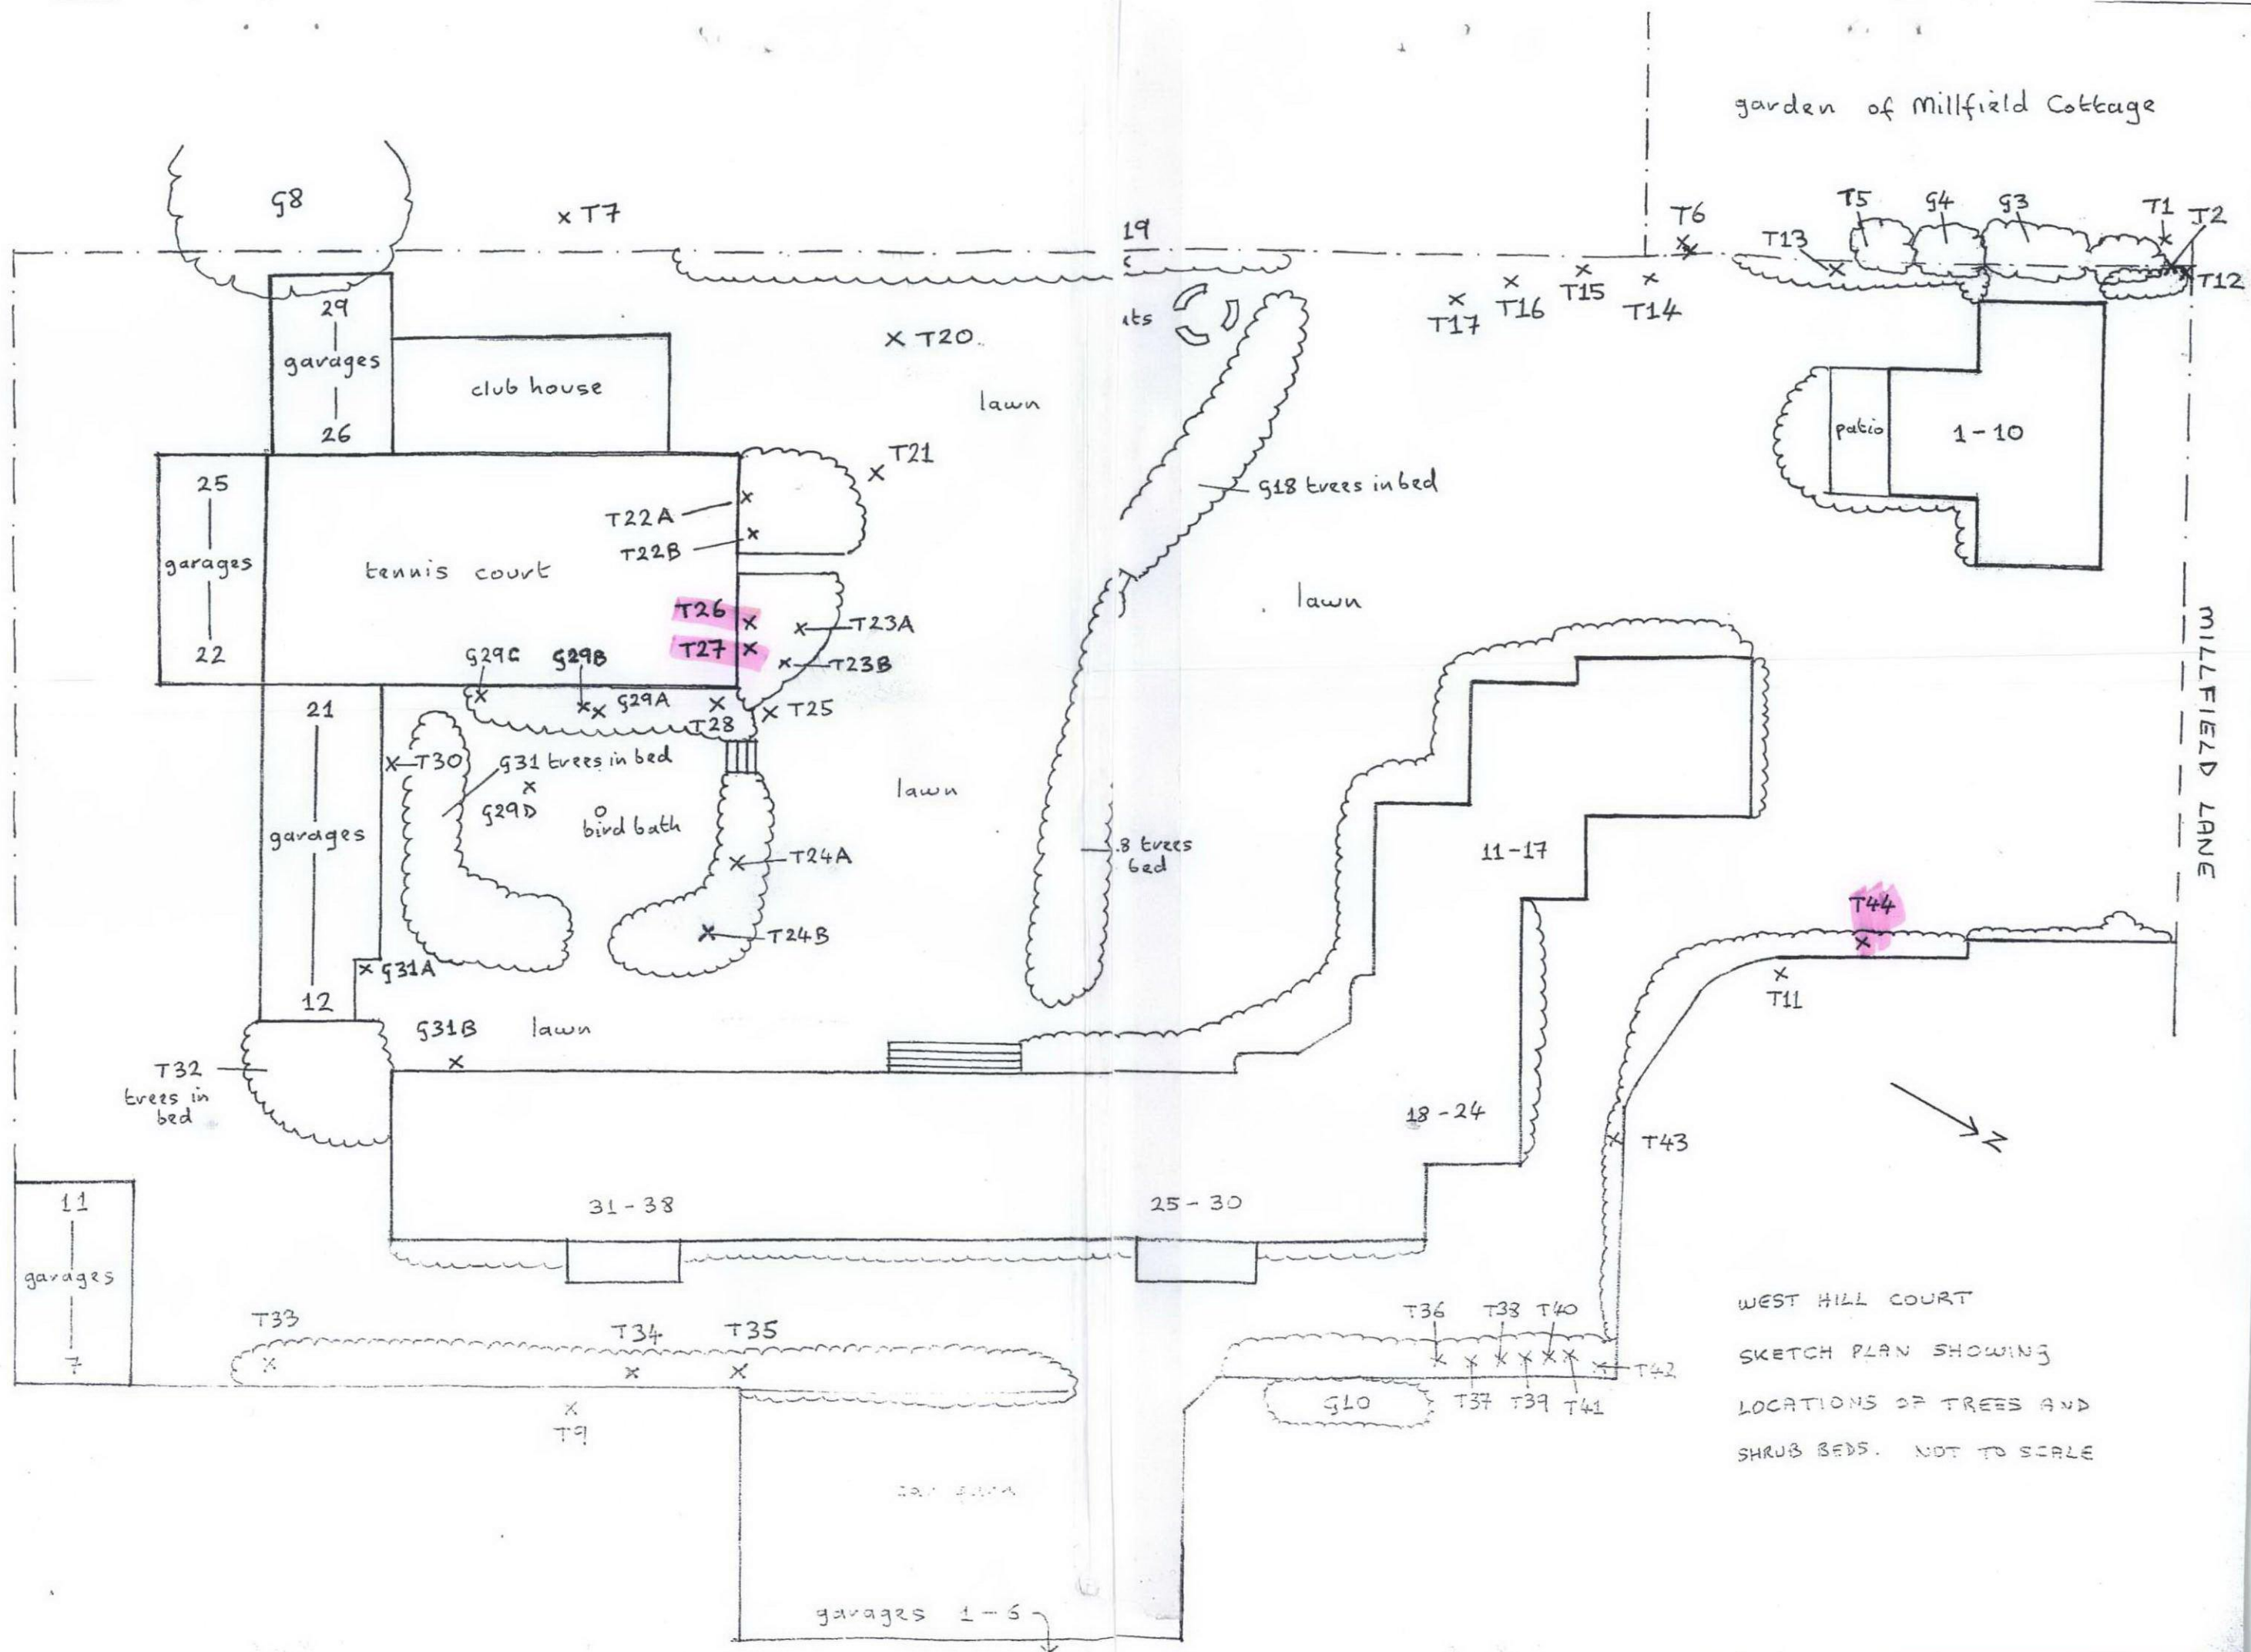 garden of Millfield Cottage
G8
T7
19
T6
T5
G4
G3
T1
T2
T13
T12
T17
T16
T15
T14
29
garages
26
club house
T20
lawn
patio
1-10
25
garages
22
tennis court
T21
T22A
T22B
G18 trees in bed
T26
T27
T23A
T23B
lawn
MILLFIELD LANE
G29C
G29B
G29A
T28
T25
21
garages
12
T30
G31 trees in bed
G29D
bird bath
lawn
T24A
8 trees
bed
11-17
T24B
T44
T11
G31A
G31B
lawn
T32
trees in
bed
18-24
N
T43
31-38
25-30
11
garages
7
T33
T34
T35
T9
T36
T38
T40
T37
T39
T41
T42
G10
car park
garages 1-6
WEST HILL COURT
SKETCH PLAN SHOWING
LOCATIONS OF TREES AND
SHRUB BEDS. NOT TO SCALE